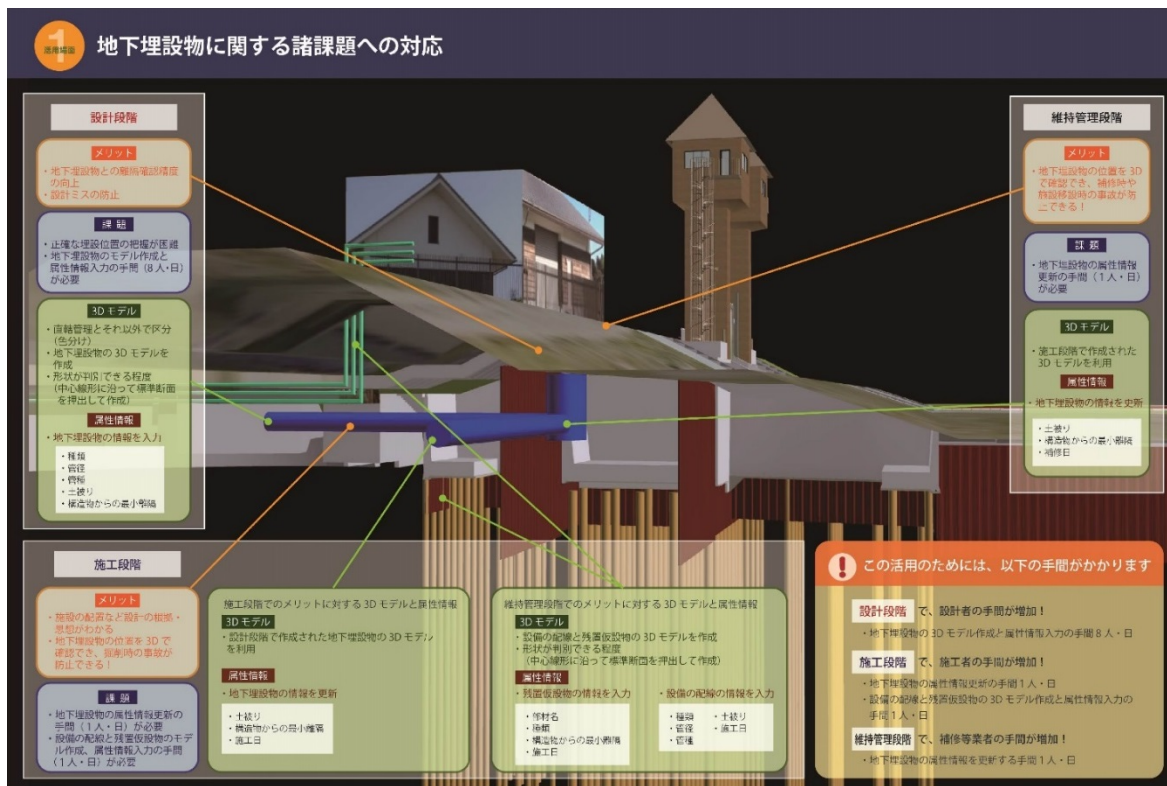 1
活用場面
地下埋設物に関する諸課題への対応
設計段階
メリット
・地下埋設物との離隔確認精度
の向上
・設計ミスの防止
課題
・正確な埋設位置の把握が困難
・地下埋設物のモデル作成と
属性情報入力の手間（8人・日）
が必要
3Dモデル
・直轄管理とそれ以外で区分
（色分け）
・地下埋設物の3Dモデルを
作成
・形状が判別できる程度
（中心線形に沿って標準断面
を押出して作成）
属性情報
・地下埋設物の情報を入力
・種類
・管径
・管種
・土被り
・構造物からの最小離隔
維持管理段階
メリット
・地下埋設物の位置を3D
で確認でき、補修時や
施設移設時の事故が防
止できる！
課題
・地下埋設物の属性情報
更新の手間（1人・日）
が必要
3Dモデル
・施工段階で作成された
3Dモデルを利用
属性情報
・地下埋設物の情報を更新
・土被り
・構造物からの最小離隔
・補修日
施工段階
メリット
・施設の配置など設計の根拠・
思想がわかる
・地下埋設物の位置を3Dで
確認でき、掘削時の事故が
防止できる！
課題
・地下埋設物の属性情報更新の
手間（1人・日）が必要
・設備の配線と残置仮設物のモデ
ル作成、属性情報入力の手間
（1人・日）が必要
施工段階でのメリットに対する3Dモデルと属性情報
3Dモデル
・設計段階で作成された地下埋設物の3Dモデル
を利用
属性情報
・地下埋設物の情報を更新
・土被り
・構造物からの最小離隔
・施工日
維持管理段階でのメリットに対する3Dモデルと属性情報
3Dモデル
・設備の配線と残置仮設物の3Dモデルを作成
・形状が判別できる程度
（中心線形に沿って標準断面を押出して作成）
属性情報
・残置仮設物の情報を入力
・部材名
・種類
・構造物からの最小離隔
・施工日
・設備の配線の情報を入力
・種類 ・土被り
・管径 ・施工日
・管種
! この活用のためには、以下の手間がかかります
設計段階 で、設計者の手間が増加！
・地下埋設物の3Dモデル作成と属性情報入力の手間8人・日
施工段階 で、施工者の手間が増加！
・地下埋設物の属性情報更新の手間1人・日
・設備の配線と残置仮設物の3Dモデル作成と属性情報入力の
手間1人・日
維持管理段階 で、補修等業者の手間が増加！
・地下埋設物の属性情報を更新する手間1人・日